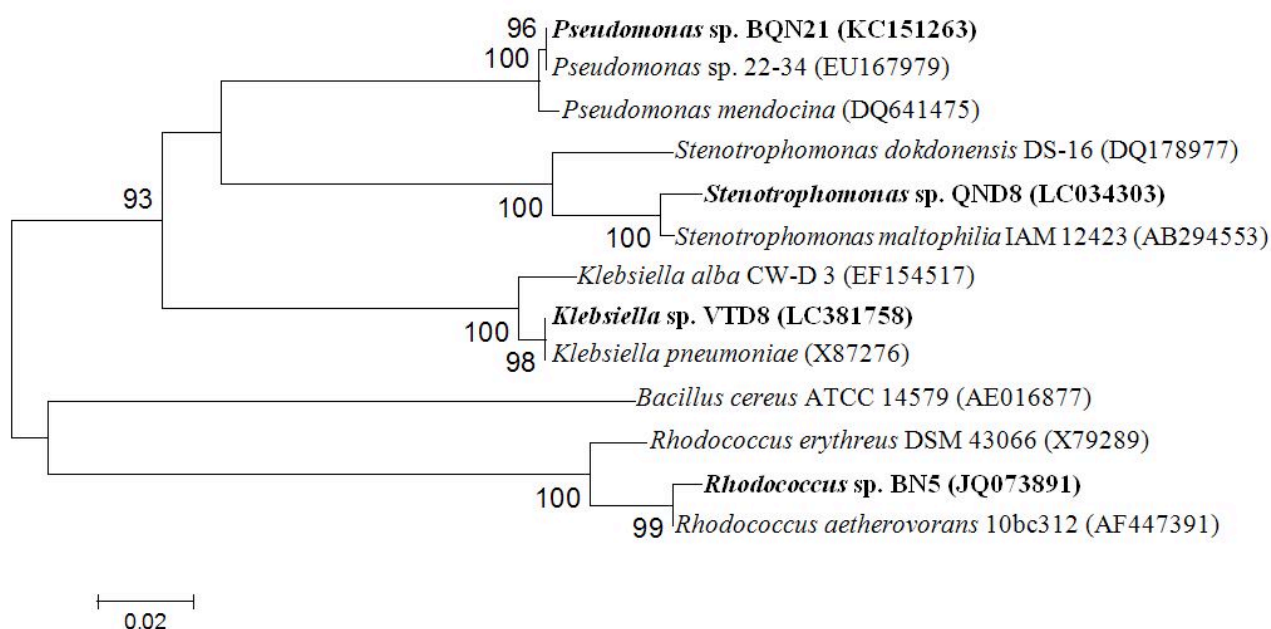 96
Pseudomonas sp. BQN21 (KC151263)
100
Pseudomonas sp. 22-34 (EU167979)
Pseudomonas mendocina (DQ641475)
Stenotrophomonas dokdonensis DS-16 (DQ178977)
93
100
Stenotrophomonas sp. QND8 (LC034303)
100
Stenotrophomonas maltophilia IAM 12423 (AB294553)
Klebsiella alba CW-D 3 (EF154517)
100
Klebsiella sp. VTD8 (LC381758)
98
Klebsiella pneumoniae (X87276)
Bacillus cereus ATCC 14579 (AE016877)
Rhodococcus erythreus DSM 43066 (X79289)
100
Rhodococcus sp. BN5 (JQ073891)
99
Rhodococcus aetherovorans 10bc312 (AF447391)
0.02